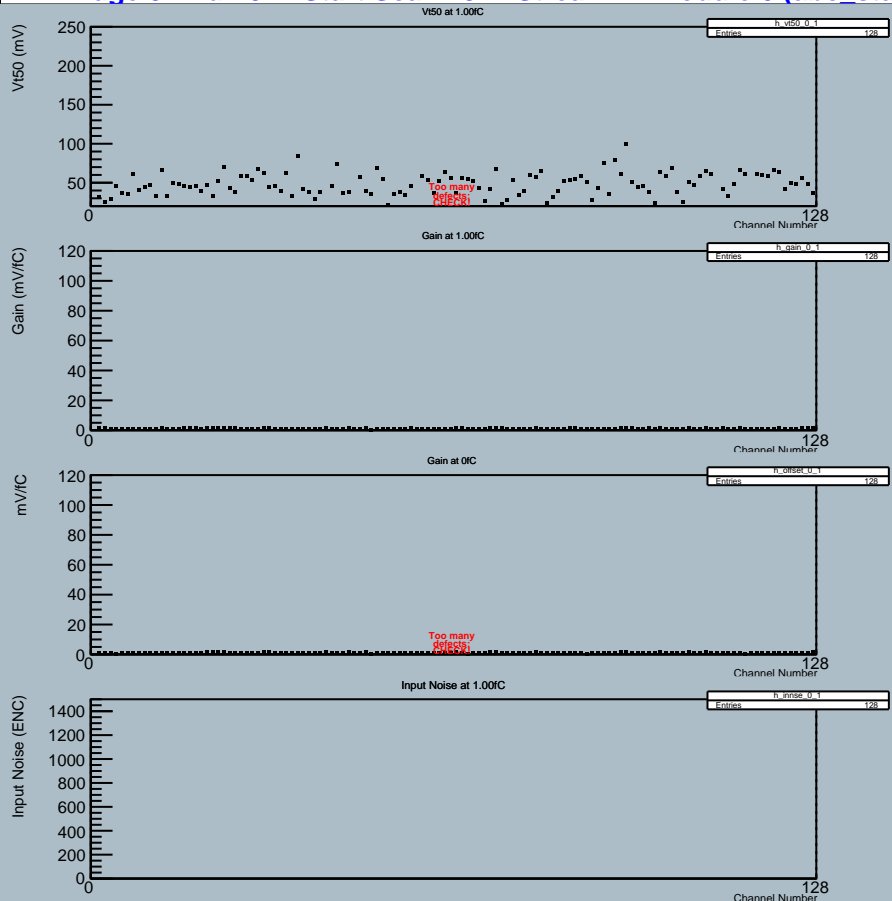 Vt50 at 1.00fC
h_vt50_0_1
Entries 128
Vt50 (mV)
250
200
150
100
50
Too many
defects:
CHECK!
0
128
Channel Number
Gain at 1.00fC
h_gain_0_1
Entries 128
Gain (mV/fC)
120
100
80
60
40
20
0
0
128
Channel Number
Gain at 0fC
h_offset_0_1
Entries 128
mV/fC
120
100
80
60
40
20
0
Too many
defects:
CHECK!
0
128
Channel Number
Input Noise at 1.00fC
h_innse_0_1
Entries 128
Input Noise (ENC)
1400
1200
1000
800
600
400
200
0
0
128
Channel Number